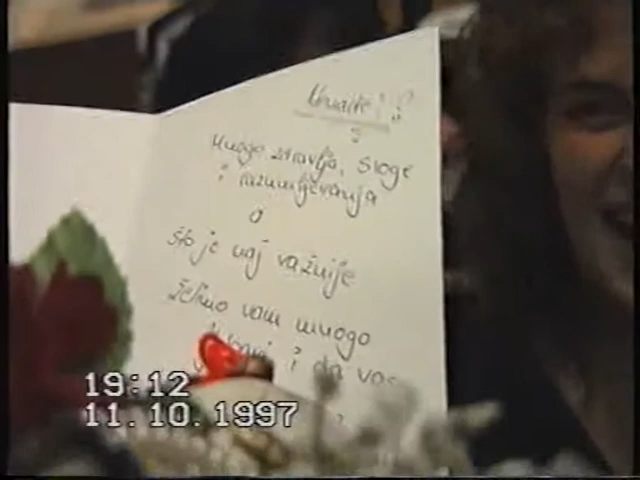 Mnogo zdravlja, sloge
i razumijevanja
a
što je naj važnije
želimo vam mnogo
i da vas
19:12
11.10.1997